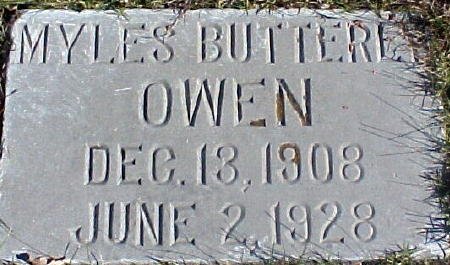 MYLES BUTTERE
OWEN
DEC. 13, 1908
JUNE 2, 1928